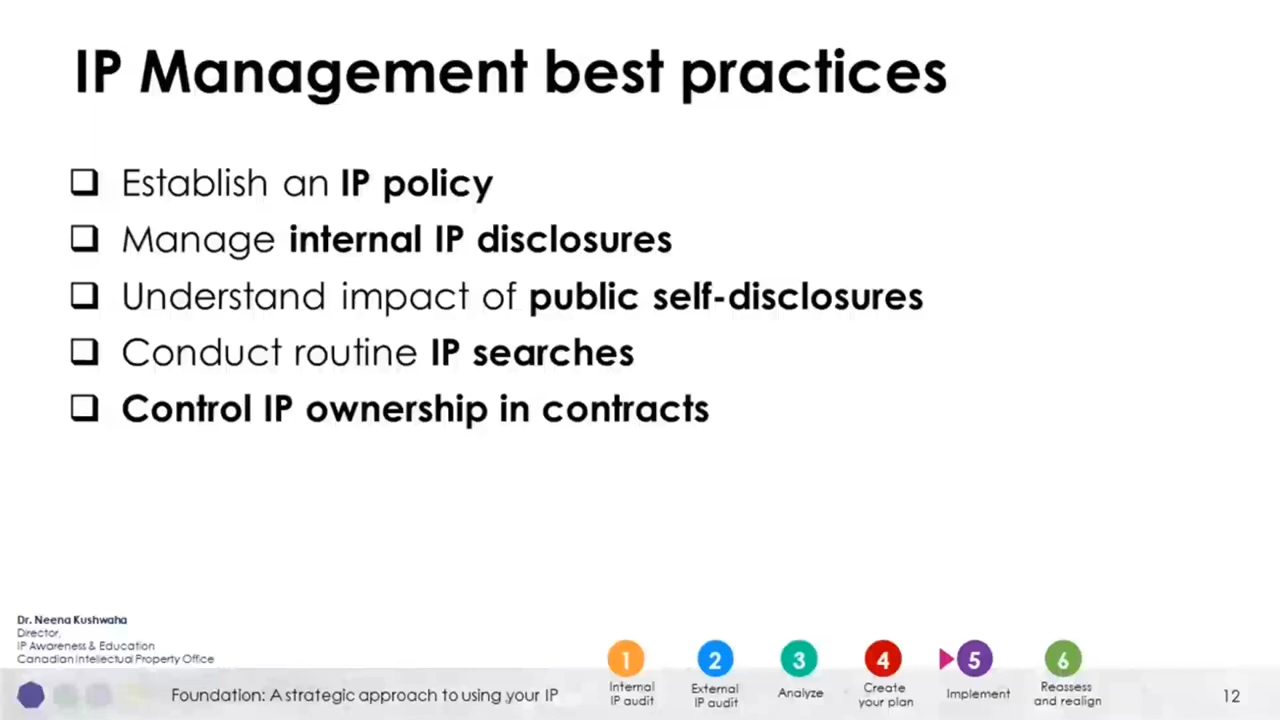 IP Management best practices
❑ Establish an IP policy
❑ Manage internal IP disclosures
❑ Understand impact of public self-disclosures
❑ Conduct routine IP searches
❑ Control IP ownership in contracts
Dr. Neena Kushwaha
Director,
IP Awareness & Education
Canadian Intellectual Property Office
Foundation: A strategic approach to using your IP
1
Internal
IP audit
2
External
IP audit
3
Analyze
4
Create
your plan
5
Implement
6
Reassess
and realign
12